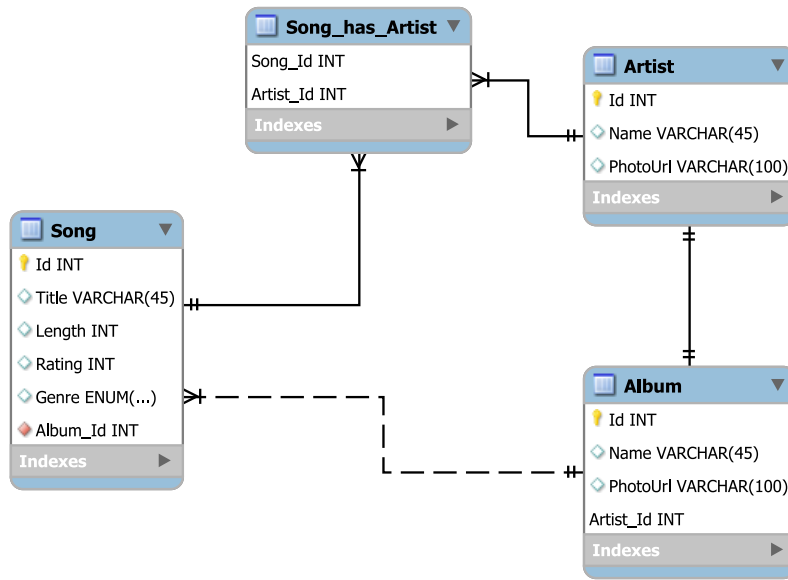 Song_has_Artist
Song_Id INT
Artist_Id INT
Indexes
Artist
Id INT
Name VARCHAR(45)
PhotoUrl VARCHAR(100)
Indexes
Song
Id INT
Title VARCHAR(45)
Length INT
Rating INT
Genre ENUM(...)
Album_Id INT
Indexes
Album
Id INT
Name VARCHAR(45)
PhotoUrl VARCHAR(100)
Artist_Id INT
Indexes